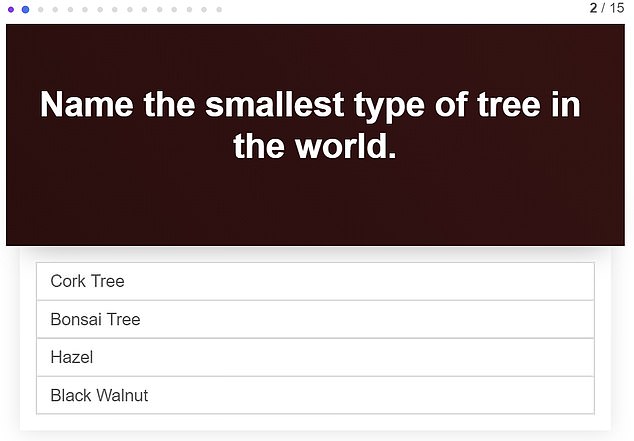 2 / 15
Name the smallest type of tree in
the world.
Cork Tree
Bonsai Tree
Hazel
Black Walnut